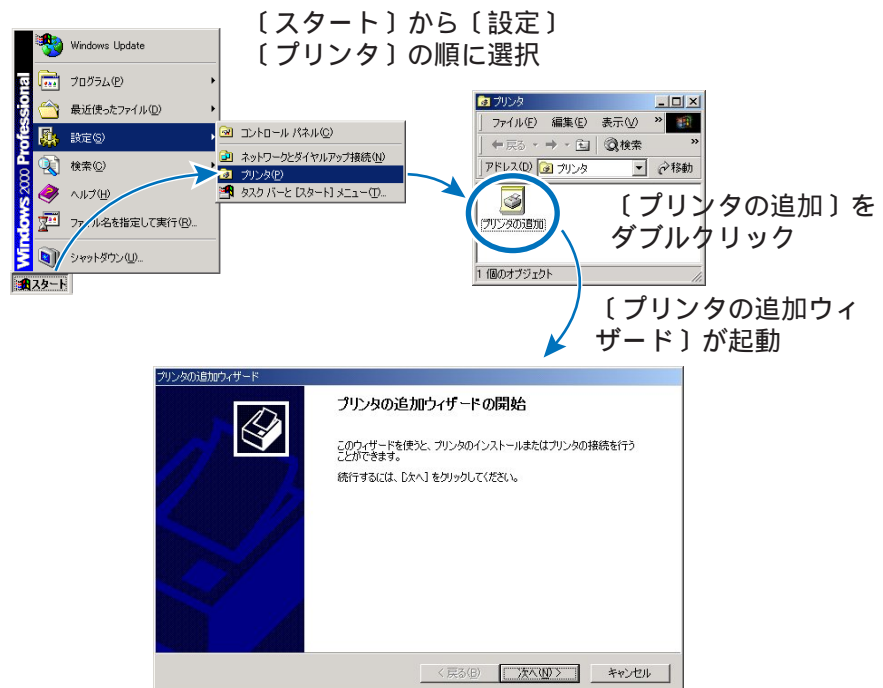 〔スタート〕から〔設定〕
〔プリンタ〕の順に選択
Windows 2000 Professional
Windows Update
プログラム(P)
最近使ったファイル(D)
設定(S)
検索(C)
ヘルプ(H)
ファイル名を指定して実行(R)...
シャットダウン(U)...
スタート
コントロール パネル(C)
ネットワークとダイヤルアップ接続(N)
プリンタ(P)
タスク バーと [スタート] メニュー(T)...
プリンタ
ファイル(F) 編集(E) 表示(V) »
戻る 検索 »
アドレス(D) プリンタ 移動
プリンタの追加
1 個のオブジェクト
〔プリンタの追加〕を
ダブルクリック
〔プリンタの追加ウィ
ザード〕が起動
プリンタの追加ウィザード
プリンタの追加ウィザードの開始
このウィザードを使うと、プリンタのインストールまたはプリンタの接続を行う
ことができます。
続行するには、[次へ] をクリックしてください。
< 戻る(B) 次へ(N) > キャンセル